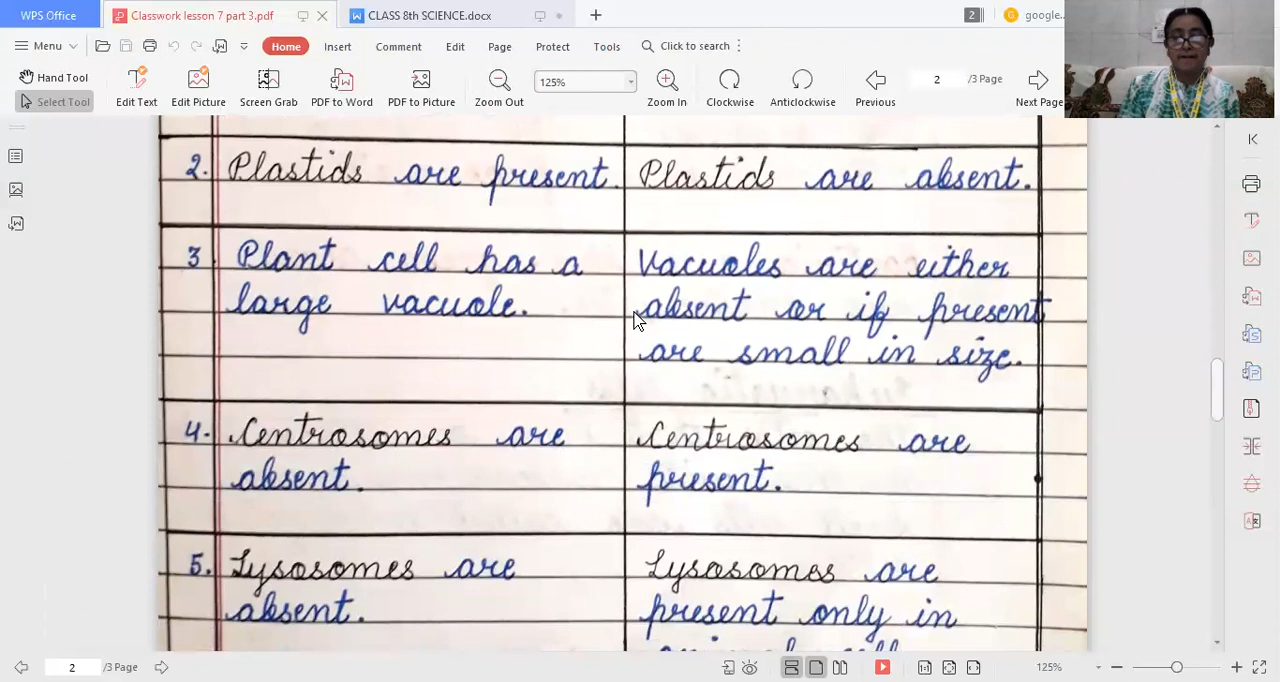 WPS Office
Classwork lesson 7 part 3.pdf
CLASS 8th SCIENCE.docx
2
google...
Menu
Home
Insert
Comment
Edit
Page
Protect
Tools
Click to search
Hand Tool
Select Tool
Edit Text
Edit Picture
Screen Grab
PDF to Word
PDF to Picture
Zoom Out
125%
Zoom In
Clockwise
Anticlockwise
Previous
2
/3 Page
Next Page
2. Plastids are present. Plastids are absent.
3 Plant cell has a Vacuoles are either
large vacuole. absent or if present
are small in size.
4. Centrosomes are Centrosomes are
absent. present.
5. Lysosomes are Lysosomes are
absent. present only in
2
/3 Page
1:1
125%